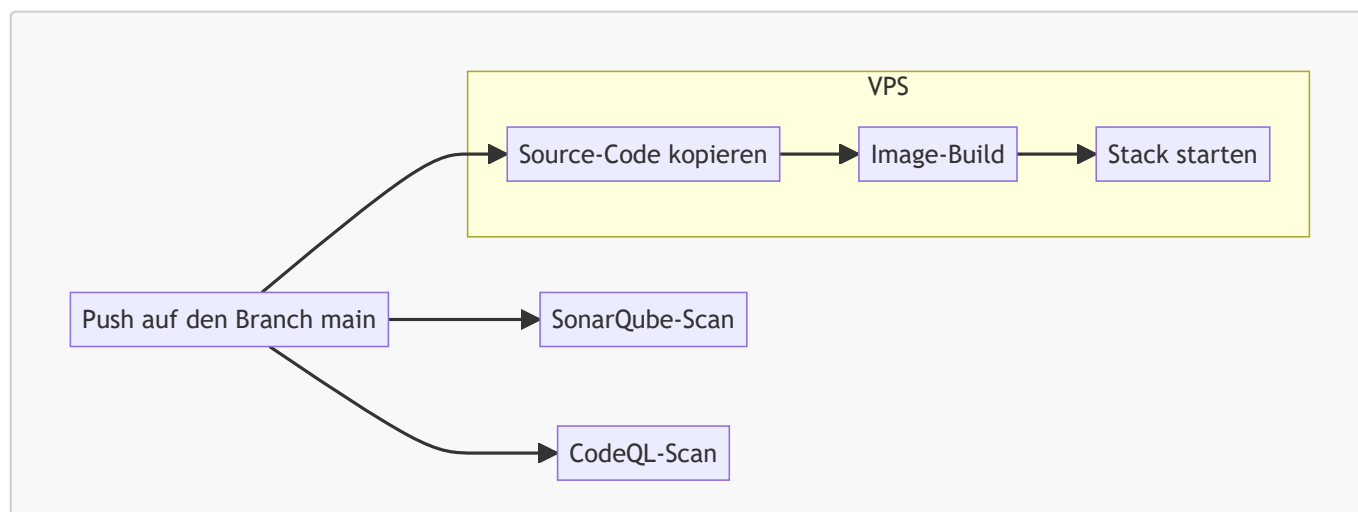 VPS
Source-Code kopieren
Image-Build
Stack starten
Push auf den Branch main
SonarQube-Scan
CodeQL-Scan